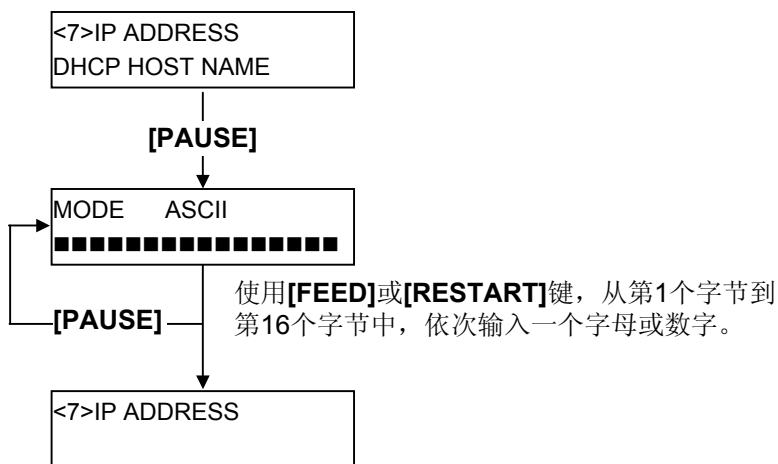 <7>IP ADDRESS
DHCP HOST NAME
[PAUSE]
MODE ASCII
■■■■■■■■■■■■■■■■
[PAUSE]
使用[FEED]或[RESTART]键，从第1个字节到
第16个字节中，依次输入一个字母或数字。
<7>IP ADDRESS